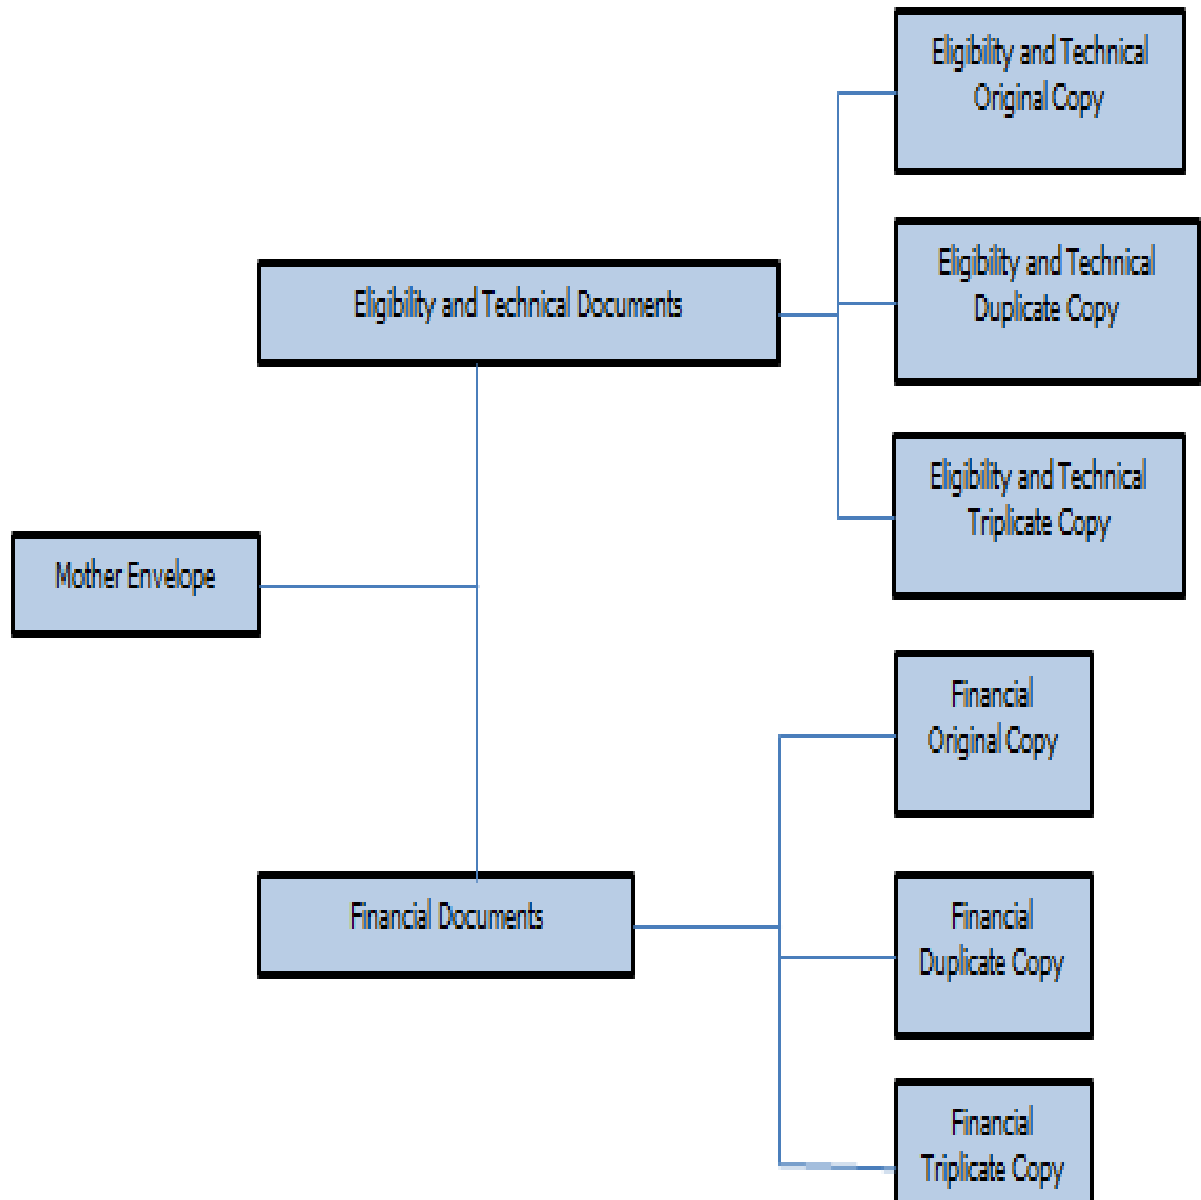 Eligibility and Technical
Original Copy
Eligibility and Technical
Duplicate Copy
Eligibility and Technical Documents
Eligibility and Technical
Triplicate Copy
Mother Envelope
Financial
Original Copy
Financial Documents
Financial
Duplicate Copy
Financial
Triplicate Copy